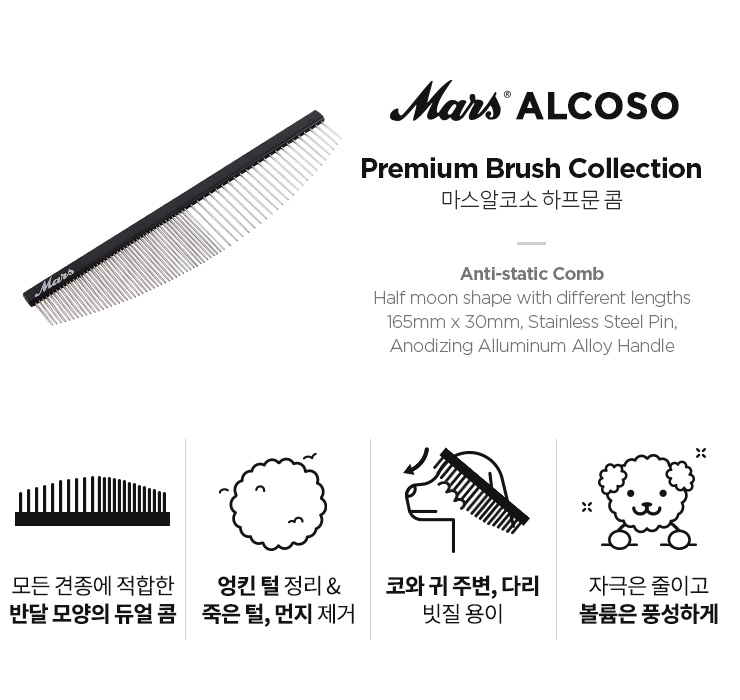 Mars® ALCOSO
Premium Brush Collection
마스알코소 하프문 콤
Anti-static Comb
Half moon shape with different lengths
165mm x 30mm, Stainless Steel Pin,
Anodizing Alluminum Alloy Handle
Mars
모든 견종에 적합한
반달 모양의 듀얼 콤
엉킨 털 정리 &
죽은 털, 먼지 제거
코와 귀 주변, 다리
빗질 용이
자극은 줄이고
볼륨은 풍성하게